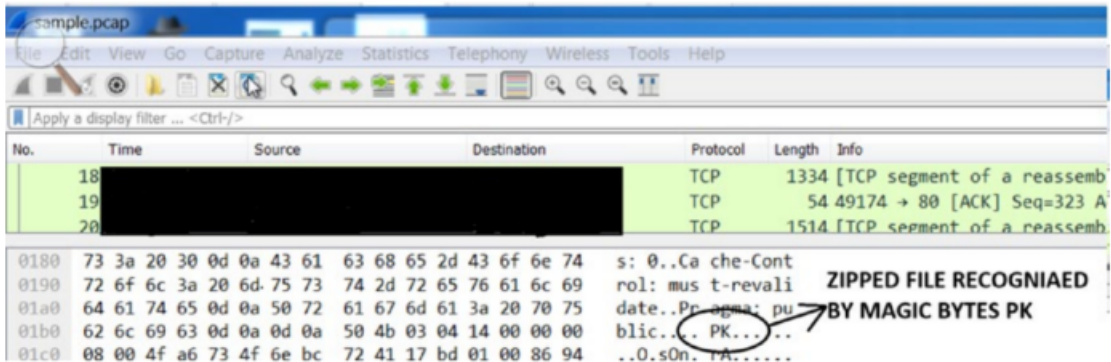 sample.pcap
File Edit View Go Capture Analyze Statistics Telephony Wireless Tools Help
Apply a display filter ... <Ctrl-/>
No. Time Source Destination Protocol Length Info
18 TCP 1334 [TCP segment of a reassemb
19 TCP 54 49174 → 80 [ACK] Seq=323 A
20 TCP 1514 [TCP segment of a reassemb
0180 73 3a 20 30 0d 0a 43 61 63 68 65 2d 43 6f 6e 74 s: 0..Ca che-Cont
0190 72 6f 6c 3a 20 6d 75 73 74 2d 72 65 76 61 6c 69 rol: mus t-revali
01a0 64 61 74 65 0d 0a 50 72 61 67 6d 61 3a 20 70 75 date..Pr agma: pu
01b0 62 6c 69 63 0d 0a 0d 0a 50 4b 03 04 14 00 00 00 blic.... PK......
01c0 08 00 4f a6 73 4f 6e bc 72 41 17 bd 01 00 86 94 ..O.sOn. rA......
ZIPPED FILE RECOGNIAED
BY MAGIC BYTES PK